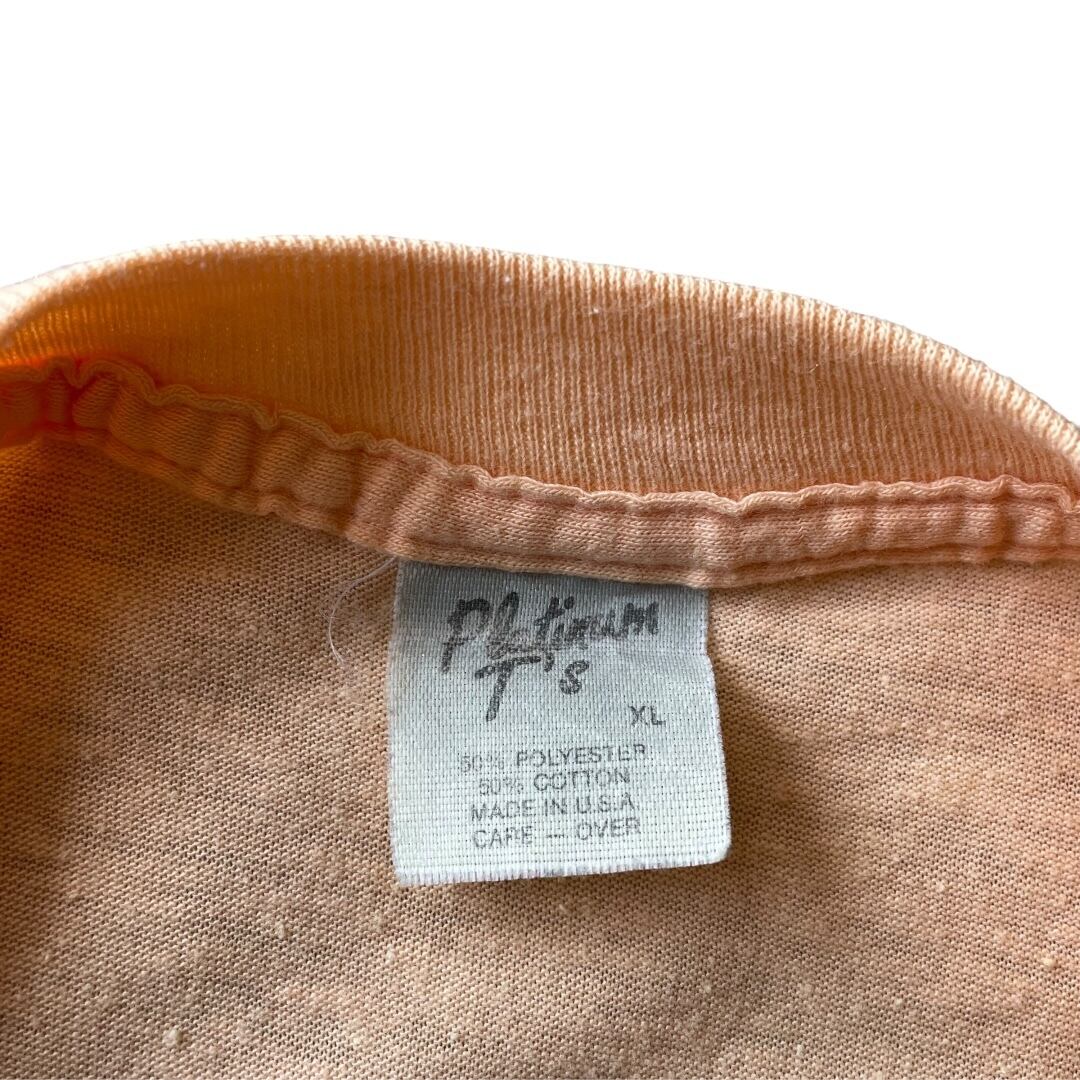 Platinum
T's
XL
50% POLYESTER
50% COTTON
MADE IN U.S.A
CARE — OVER